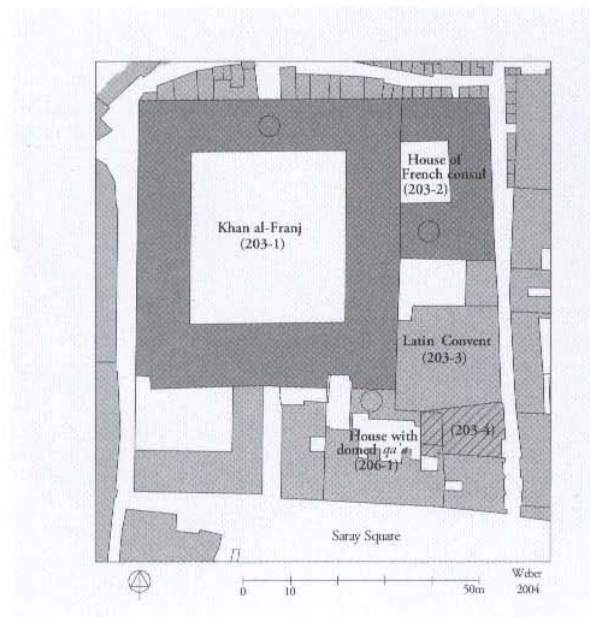 House of
French consul
(203-2)
Khan al-Franj
(203-1)
Latin Convent
(203-3)
House with
domed qa'a
(206-1)
(203-4)
Saray Square
0
10
50m
Weber
2004